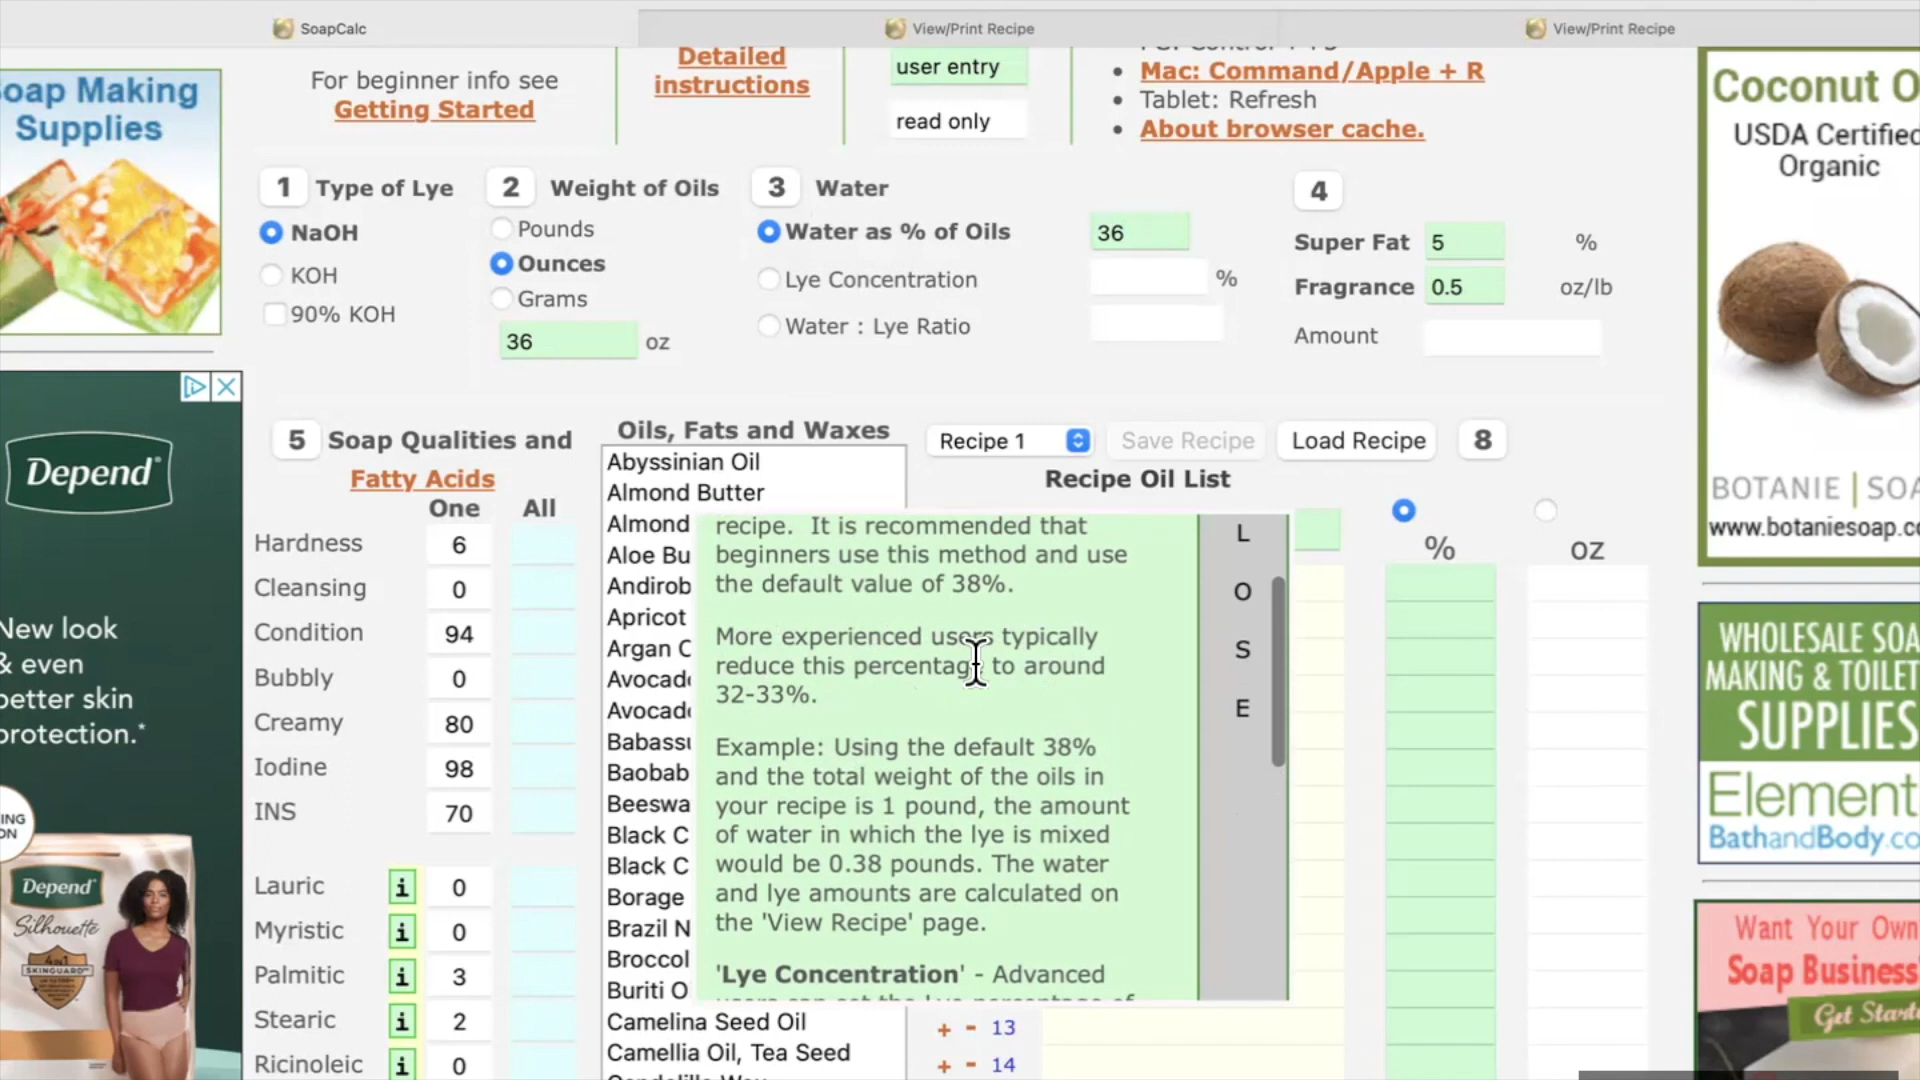 SoapCalc
View/Print Recipe
View/Print Recipe
For beginner info see
Getting Started
Detailed
instructions
user entry
read only
Mac: Command/Apple + R
Tablet: Refresh
About browser cache.
Soap Making
Supplies
1 Type of Lye
NaOH
KOH
90% KOH
2 Weight of Oils
Pounds
Ounces
Grams
36 oz
3 Water
Water as % of Oils 36
Lye Concentration %
Water : Lye Ratio
4
Super Fat 5 %
Fragrance 0.5 oz/lb
Amount
5 Soap Qualities and
Fatty Acids
One All
Hardness 6
Cleansing 0
Condition 94
Bubbly 0
Creamy 80
Iodine 98
INS 70
Lauric i 0
Myristic i 0
Palmitic i 3
Stearic i 2
Ricinoleic i 0
Oils, Fats and Waxes
Abyssinian Oil
Almond Butter
Almond
Aloe Bu
Andirob
Apricot
Argan
Avocad
Avocad
Babass
Baobab
Beeswa
Black C
Black C
Borage
Brazil N
Broccol
Buriti O
Camelina Seed Oil
Camellia Oil, Tea Seed
Recipe 1
Save Recipe
Load Recipe
8
Recipe Oil List
% oz
recipe. It is recommended that
beginners use this method and use
the default value of 38%.
More experienced users typically
reduce this percentage to around
32-33%.
Example: Using the default 38%
and the total weight of the oils in
your recipe is 1 pound, the amount
of water in which the lye is mixed
would be 0.38 pounds. The water
and lye amounts are calculated on
the 'View Recipe' page.
'Lye Concentration' - Advanced
L
O
S
E
+ - 13
+ - 14
Depend
New look
& even
better skin
protection.*
Depend
Silhouette
SKINGUARD
Coconut O
USDA Certified
Organic
BOTANIE | SOA
www.botaniesoap.co
WHOLESALE SOA
MAKING & TOILET
SUPPLIES
Element
BathandBody.co
Want Your Own
Soap Business
Get Start